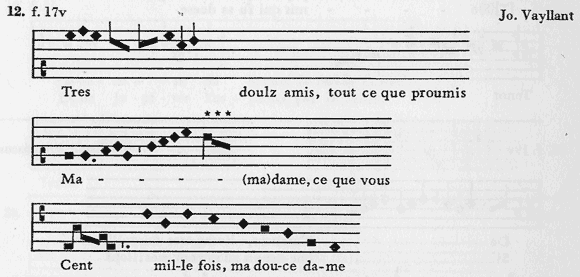 12. f. 17v Jo. Vayllant
Tres doulz amis, tout ce que proumis
***
Ma - - - - - (ma)dame, ce que vous
Cent mil-le fois, ma dou-ce da-me